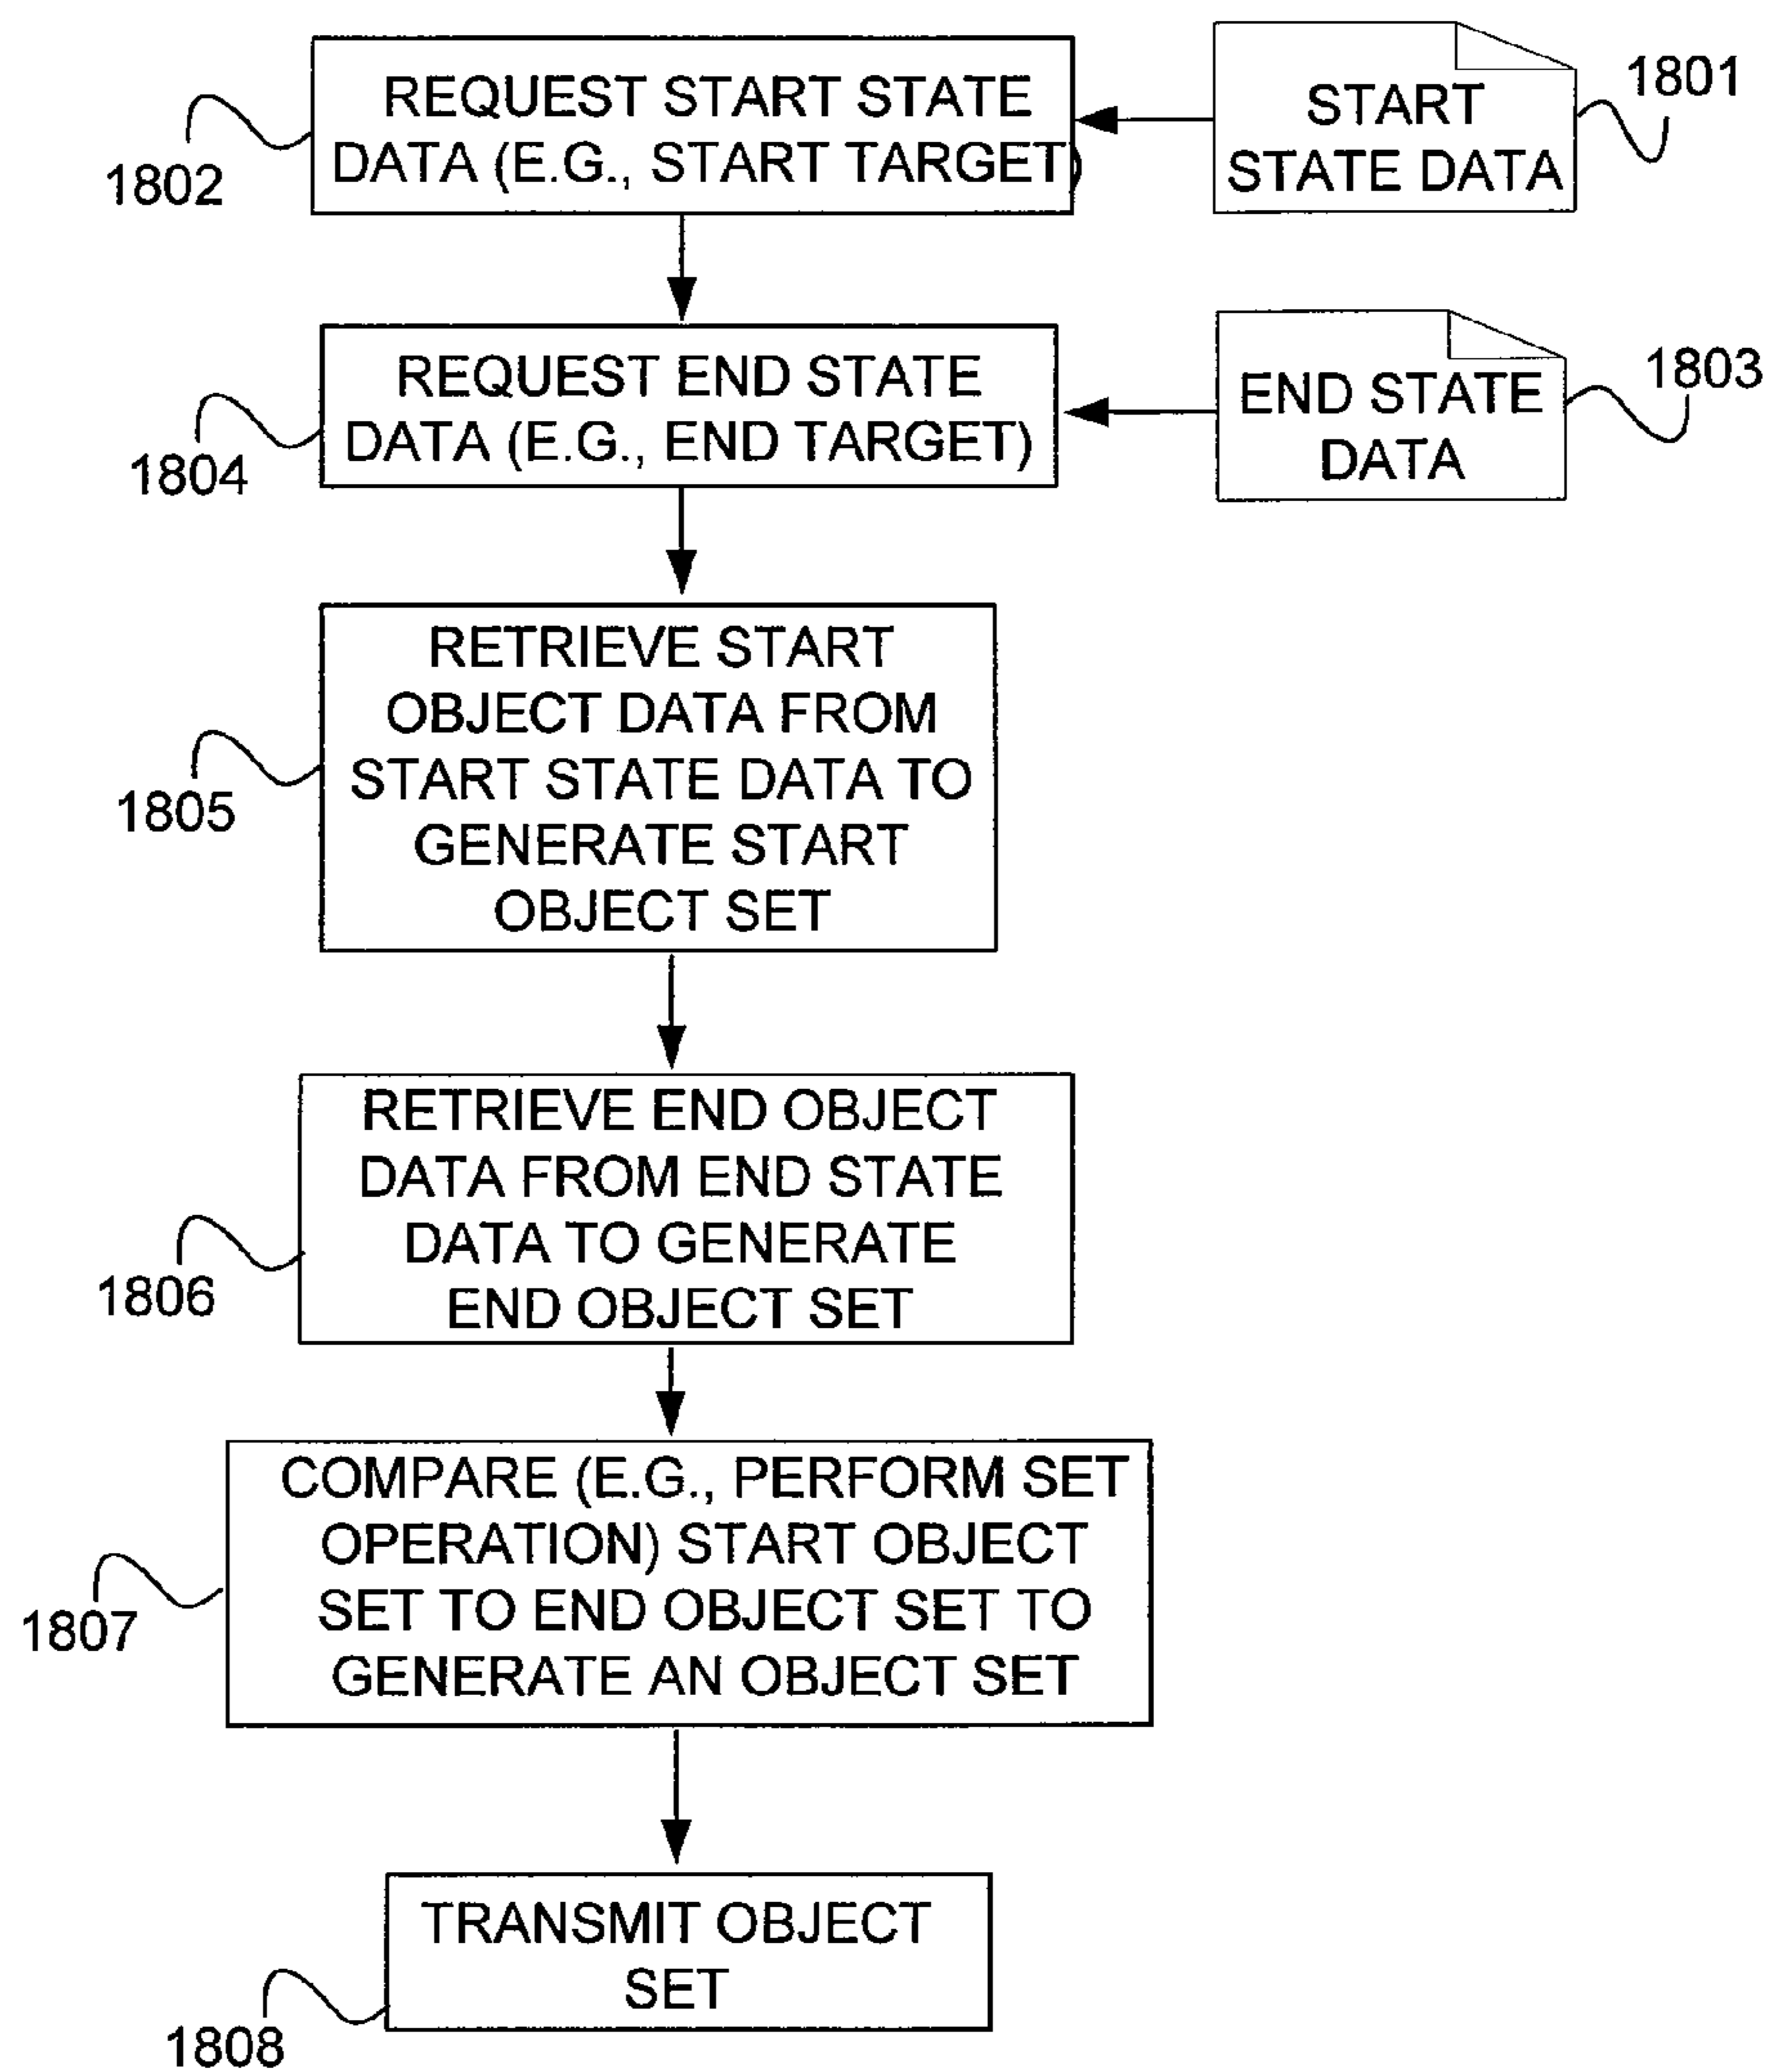 REQUEST START STATE
DATA (E.G., START TARGET)
1802
START
STATE DATA
1801
REQUEST END STATE
DATA (E.G., END TARGET)
1804
END STATE
DATA
1803
RETRIEVE START
OBJECT DATA FROM
START STATE DATA TO
GENERATE START
OBJECT SET
1805
RETRIEVE END OBJECT
DATA FROM END STATE
DATA TO GENERATE
END OBJECT SET
1806
COMPARE (E.G., PERFORM SET
OPERATION) START OBJECT
SET TO END OBJECT SET TO
GENERATE AN OBJECT SET
1807
TRANSMIT OBJECT
SET
1808